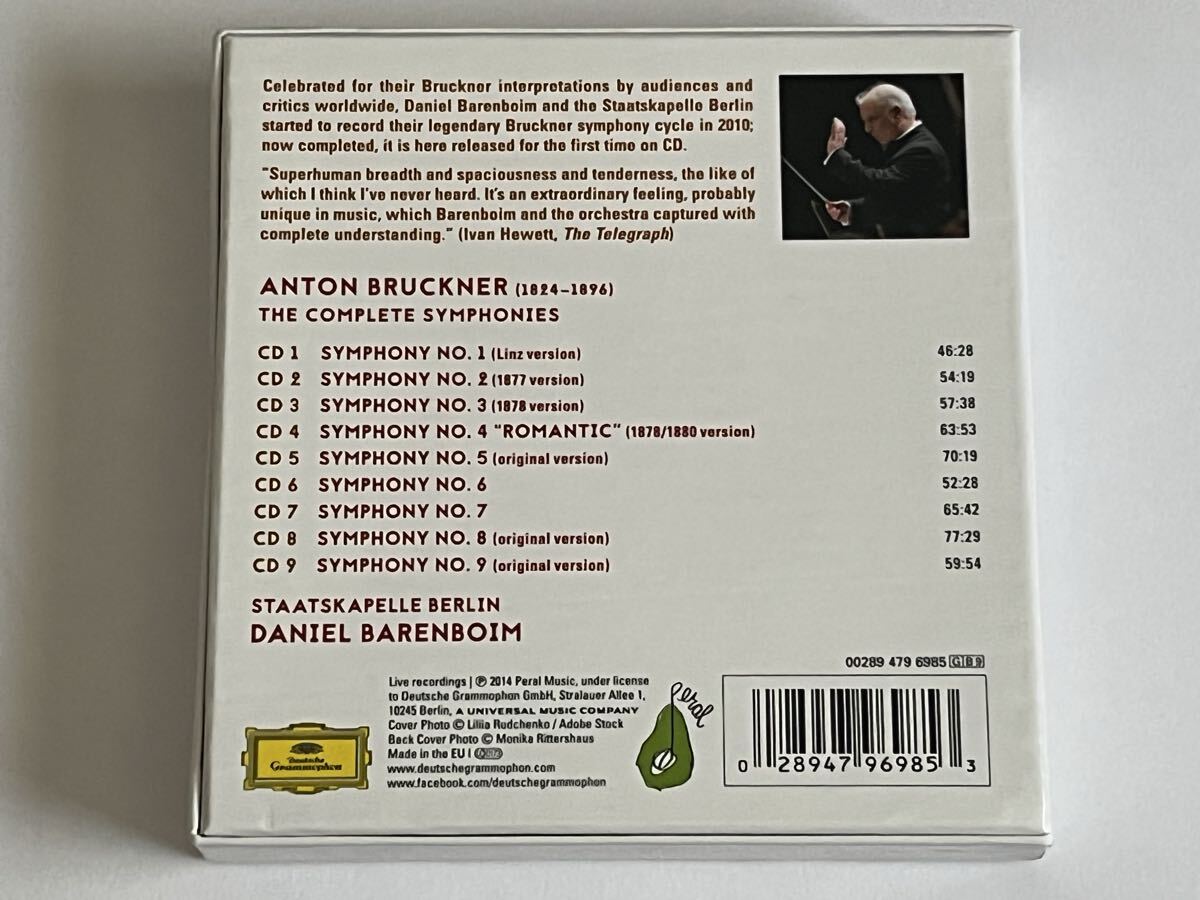 Celebrated for their Bruckner interpretations by audiences and
critics worldwide, Daniel Barenboim and the Staatskapelle Berlin
started to record their legendary Bruckner symphony cycle in 2010;
now completed, it is here released for the first time on CD.
"Superhuman breadth and spaciousness and tenderness, the like of
which I think I've never heard. It's an extraordinary feeling, probably
unique in music, which Barenboim and the orchestra captured with
complete understanding." (Ivan Hewett, The Telegraph)
ANTON BRUCKNER (1824–1896)
THE COMPLETE SYMPHONIES
CD 1 SYMPHONY NO. 1 (Linz version) 46:28
CD 2 SYMPHONY NO. 2 (1877 version) 54:19
CD 3 SYMPHONY NO. 3 (1878 version) 57:38
CD 4 SYMPHONY NO. 4 "ROMANTIC" (1878/1880 version) 63:53
CD 5 SYMPHONY NO. 5 (original version) 70:19
CD 6 SYMPHONY NO. 6 52:28
CD 7 SYMPHONY NO. 7 65:42
CD 8 SYMPHONY NO. 8 (original version) 77:29
CD 9 SYMPHONY NO. 9 (original version) 59:54
STAATSKAPELLE BERLIN
DANIEL BARENBOIM
00289 479 6985 GB9
Live recordings | ℗ 2014 Peral Music, under license
to Deutsche Grammophon GmbH, Stralauer Allee 1,
10245 Berlin, A UNIVERSAL MUSIC COMPANY
Cover Photo © Liliia Rudchenko / Adobe Stock
Back Cover Photo © Monika Rittershaus
Made in the EU |
www.deutschegrammophon.com
www.facebook.com/deutschegrammophon
Deutsche
Grammophon
Peral
0 28947 96985 3